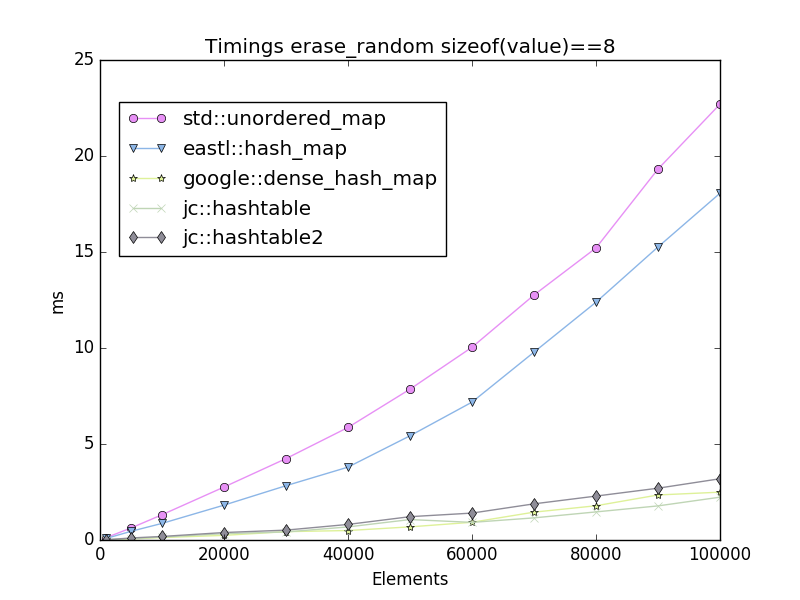 Timings erase_random sizeof(value)==8
25
20
15
10
5
0
ms
std::unordered_map
eastl::hash_map
google::dense_hash_map
jc::hashtable
jc::hashtable2
0 20000 40000 60000 80000 100000
Elements